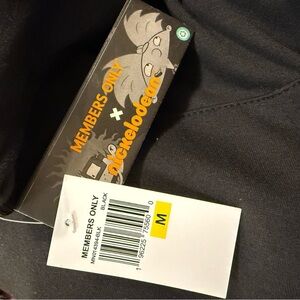 MEMBERS ONLY
×
nickelodeon
MEMBERS ONLY
BLACK
M